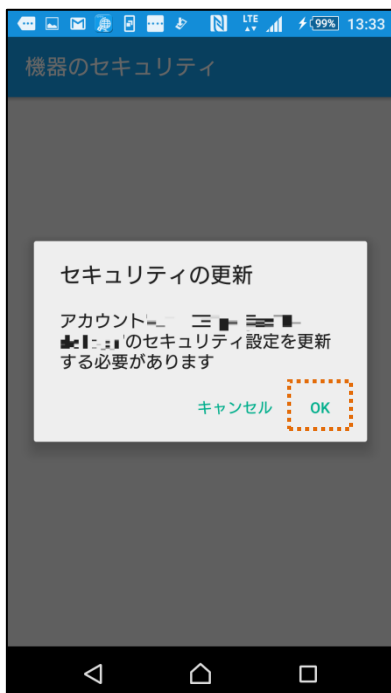 LTE 99% 13:33
機器のセキュリティ
セキュリティの更新
アカウント'
'のセキュリティ設定を更新
する必要があります
キャンセル OK